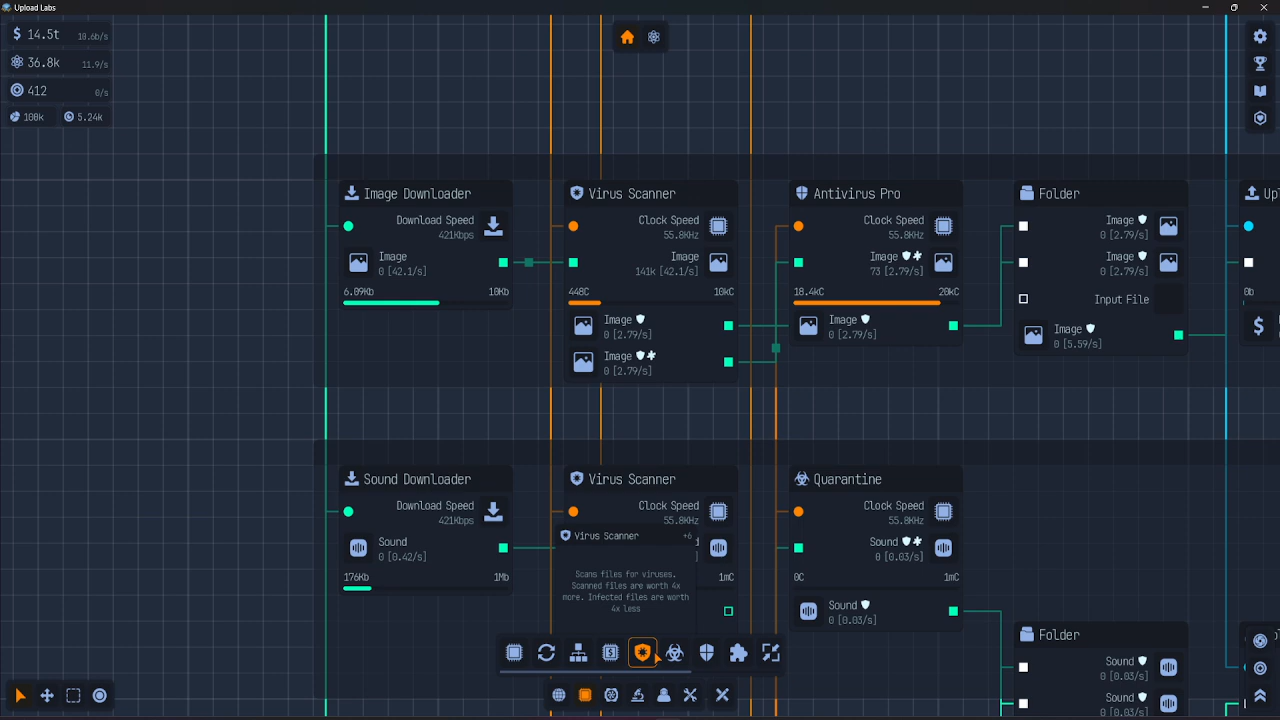 Upload Labs
$ 14.5t 10.6b/s
36.8k 11.9/s
412 0/s
100k 5.24k
Image Downloader
Download Speed
421Kbps
Image
0 [42.1/s]
6.09Kb 10Kb
Virus Scanner
Clock Speed
55.8KHz
Image
141k [42.1/s]
448C 10kC
Image
0 [2.79/s]
Image
0 [2.79/s]
Antivirus Pro
Clock Speed
55.8KHz
Image
73 [2.79/s]
18.4kC 20kC
Image
0 [2.79/s]
Folder
Image
0 [2.79/s]
Image
0 [2.79/s]
Input File
Image
0 [5.59/s]
Upl
0b
$
Sound Downloader
Download Speed
421Kbps
Sound
0 [0.42/s]
176Kb 1Mb
Virus Scanner
Clock Speed
55.8KHz
1mC
Virus Scanner +6
Scans files for viruses.
Scanned files are worth 4x
more. Infected files are worth
4x less
Quarantine
Clock Speed
55.8KHz
Sound
0 [0.03/s]
0C 1mC
Sound
0 [0.03/s]
Folder
Sound
0 [0.03/s]
Sound
0 [0.03/s]